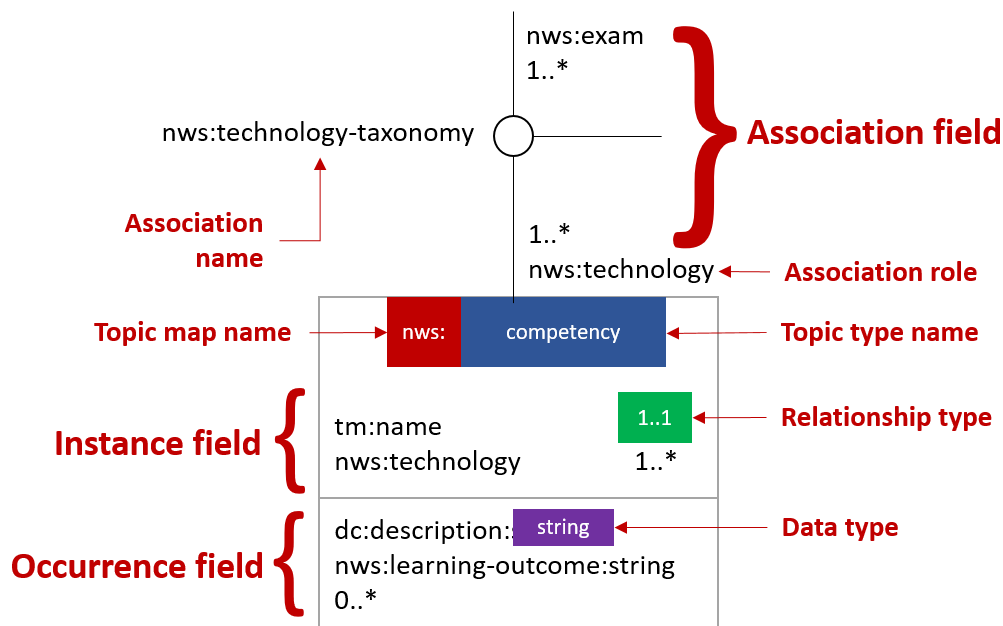 nws:exam
1..*
Association field
nws:technology-taxonomy
Association
name
1..*
nws:technology
Association role
Topic map name
nws:
competency
Topic type name
Instance field
tm:name
1..1
Relationship type
nws:technology
1..*
dc:description:
string
Data type
Occurrence field
nws:learning-outcome:string
0..*